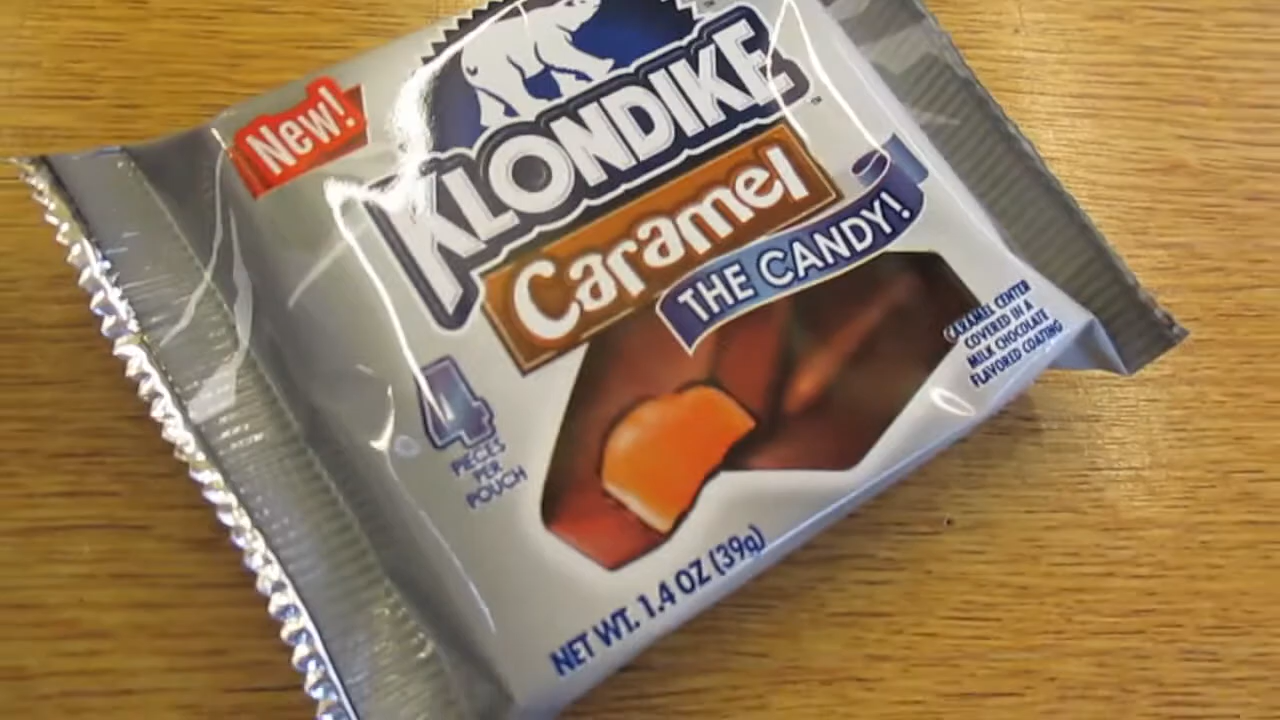 New!
KLONDIKE
Caramel
THE CANDY!
CARAMEL CENTER
COVERED IN A
MILK CHOCOLATE
FLAVORED COATING
4
PIECES
PER
POUCH
NET WT. 1.4 OZ (39g)